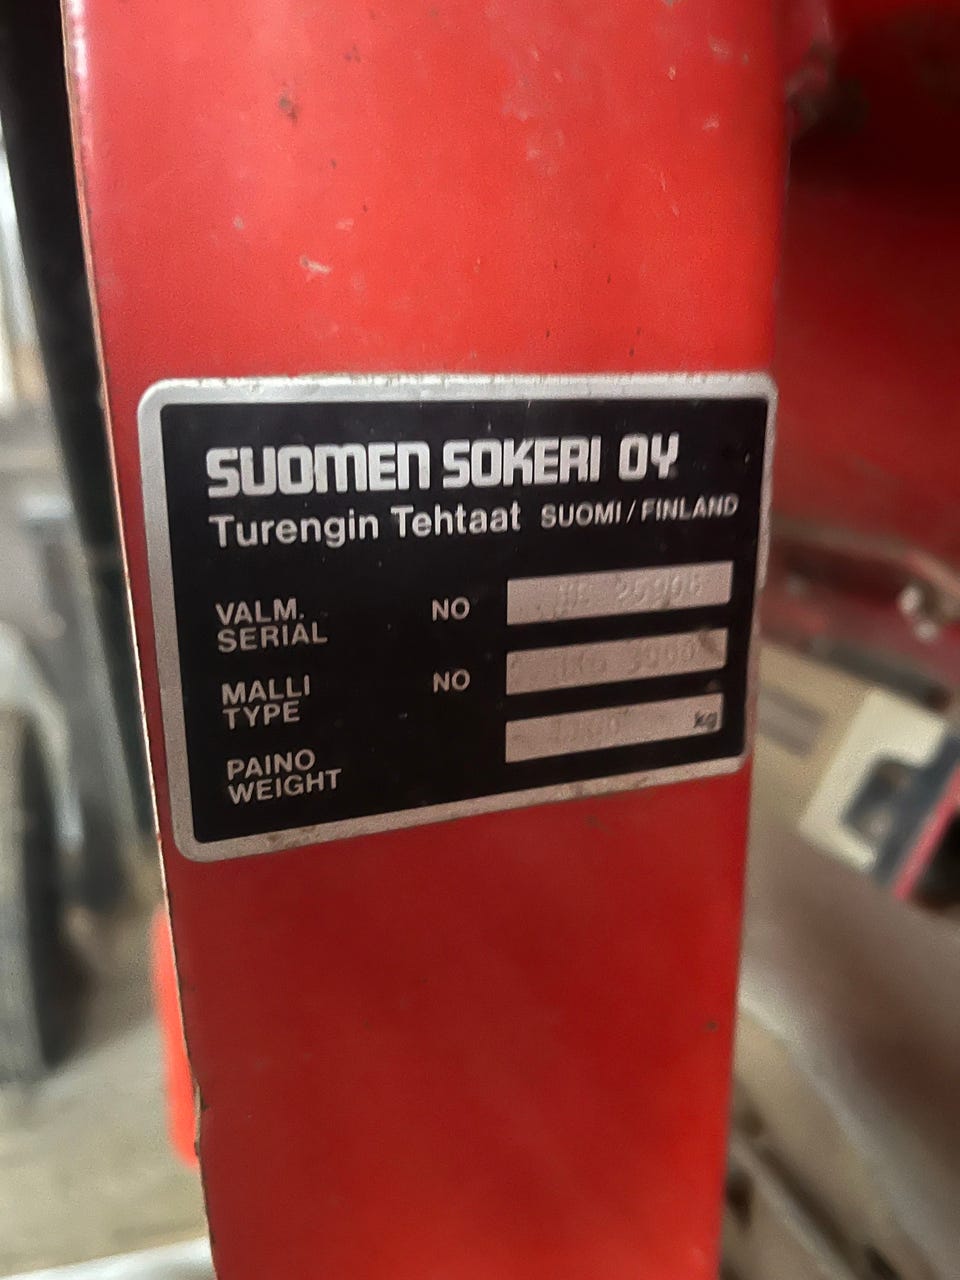 SUOMEN SOKERI OY
Turengin Tehtaat SUOMI / FINLAND
VALM. NO
SERIAL
MALLI NO
TYPE
PAINO kg
WEIGHT